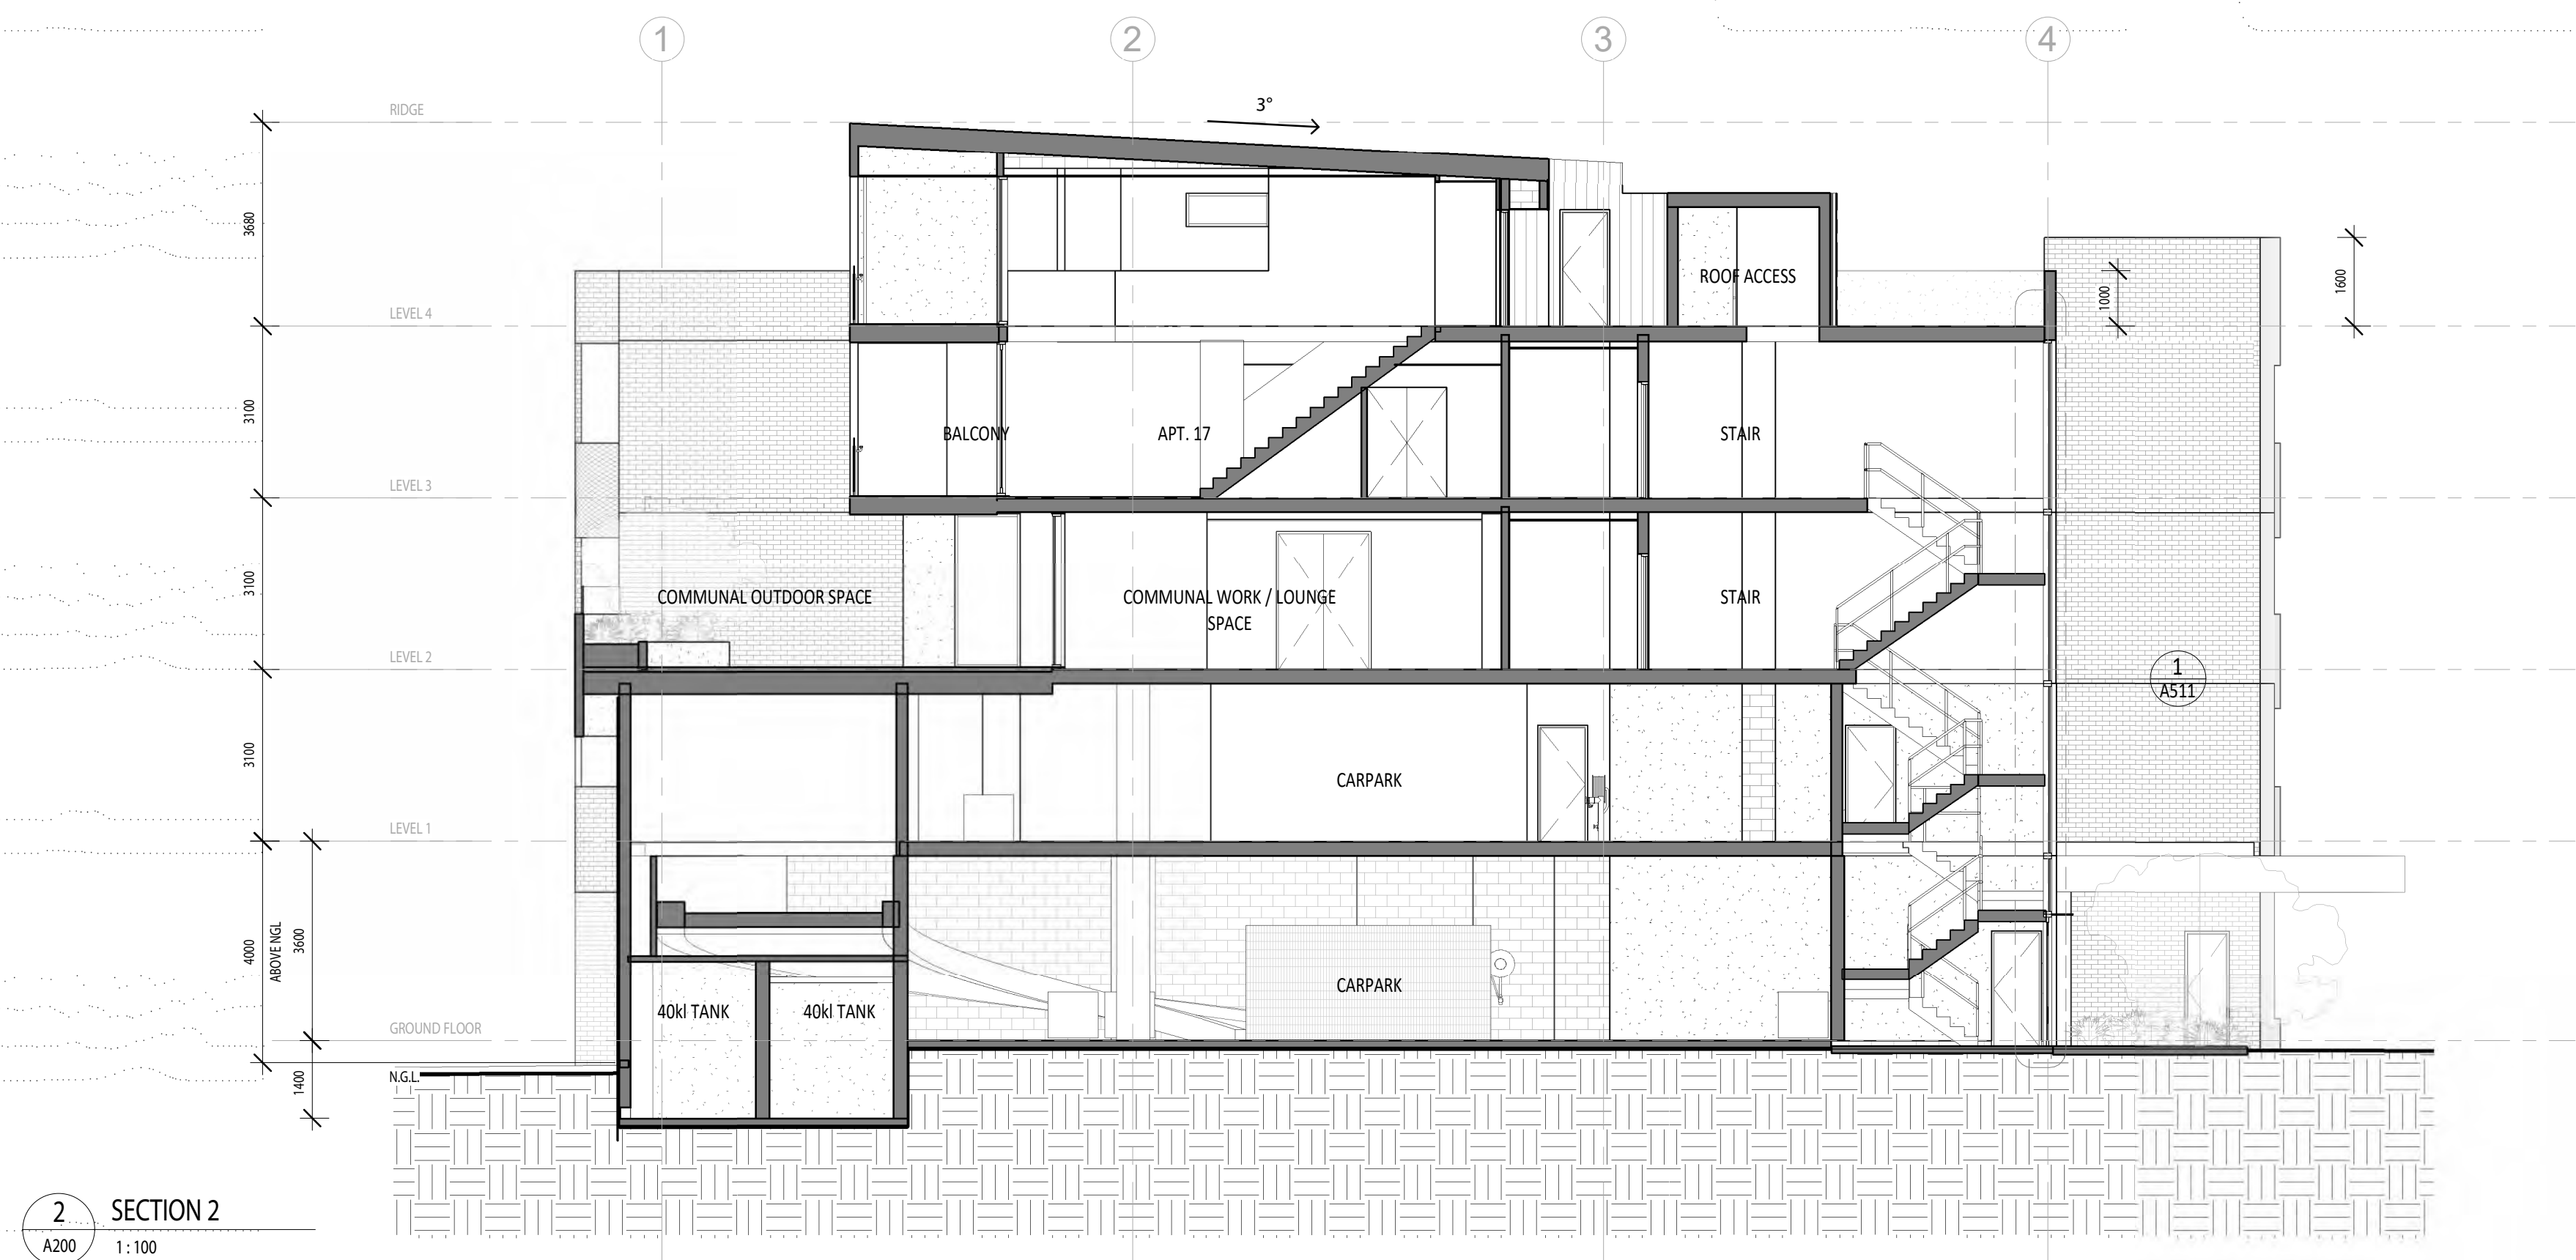 1
2
3
4
RIDGE
3°
3680
ROOF ACCESS
1000
1600
LEVEL 4
3100
BALCONY
APT. 17
STAIR
LEVEL 3
3100
COMMUNAL OUTDOOR SPACE
COMMUNAL WORK / LOUNGE
SPACE
STAIR
LEVEL 2
1
A511
3100
CARPARK
LEVEL 1
4000
ABOVE NGL
3600
CARPARK
40kl TANK
40kl TANK
GROUND FLOOR
N.G.L.
1400
2
A200
SECTION 2
1 : 100